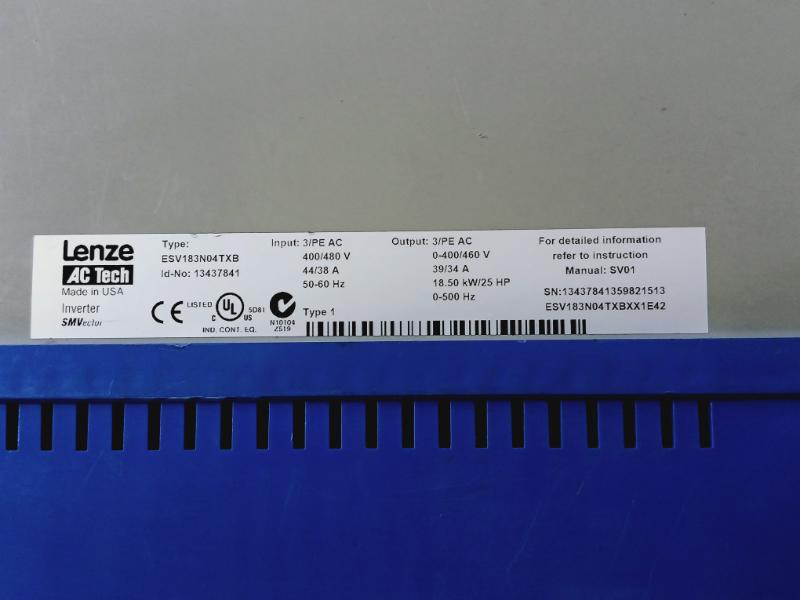 Lenze
AC Tech
Made in USA
Inverter
SMVector
Type:
ESV183N04TXB
Id-No: 13437841
CE
C
LISTED
UL
US
5D81
IND. CONT. EQ.
N10104
Z519
Input: 3/PE AC
400/480 V
44/38 A
50-60 Hz
Type 1
Output: 3/PE AC
0-400/460 V
39/34 A
18.50 kW/25 HP
0-500 Hz
For detailed information
refer to instruction
Manual: SV01
SN:13437841359821513
ESV183N04TXBXX1E42